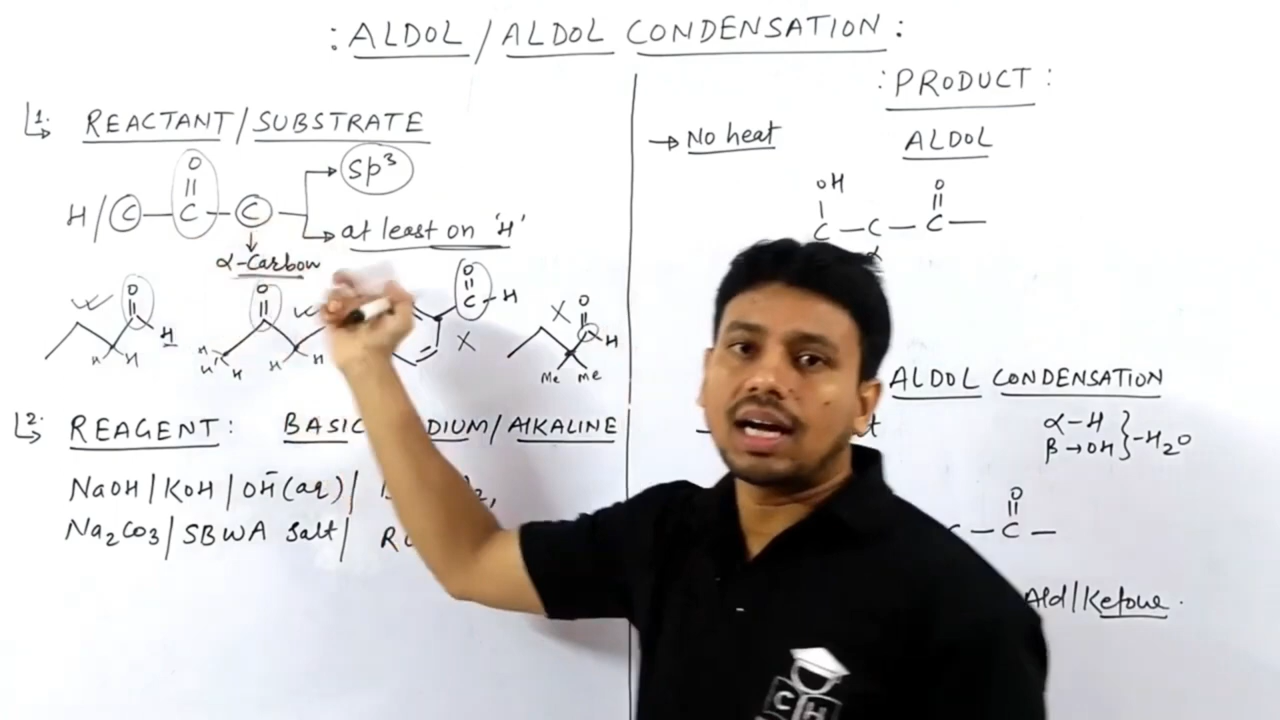 : ALDOL / ALDOL CONDENSATION :
1. REACTANT / SUBSTRATE
O
H / C — C — C
sp³
at least on 'H'
α-Carbon
O H H H
O H H H H H
O C H X
X O H Me Me
2. REAGENT : BASIC / ALKALINE
NaOH / KOH / OH⁻ (aq) /
Na₂CO₃ / SBWA Salt /
: PRODUCT :
→ No heat
ALDOL
OH O
C — C — C —
α
ALDOL CONDENSATION
α-H
β → OH } -H₂O
O
— C —
Ald / Ketone.
C H